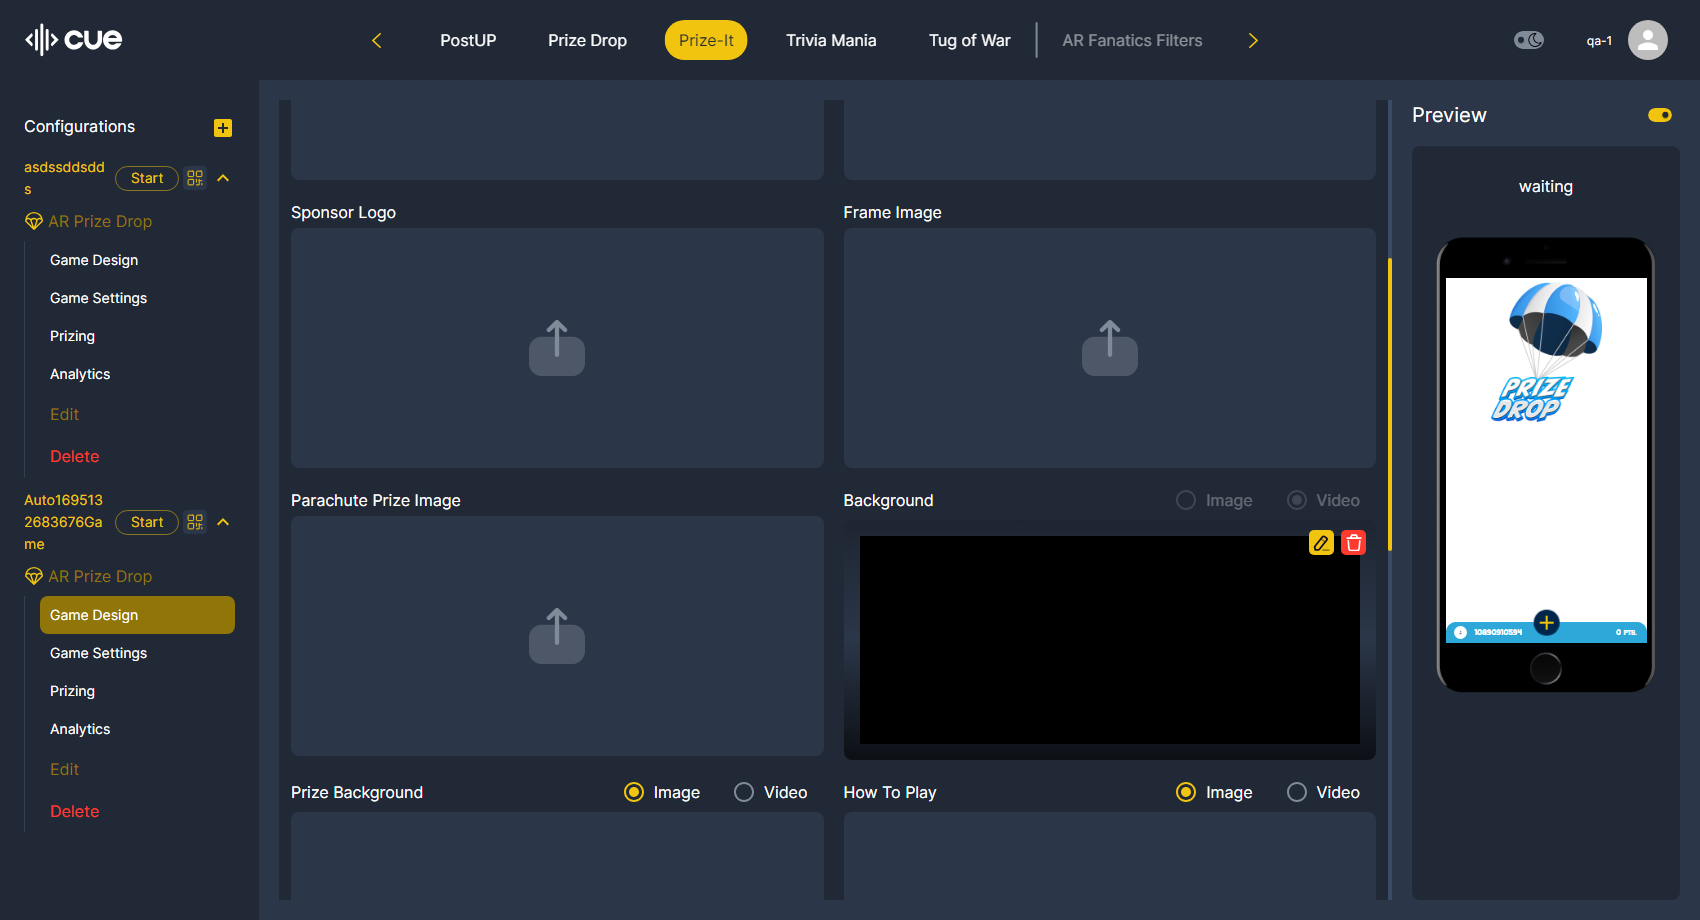 cue
PostUP
Prize Drop
Prize-It
Trivia Mania
Tug of War
AR Fanatics Filters
qa-1
Configurations
asdssddsdd
s
Start
AR Prize Drop
Game Design
Game Settings
Prizing
Analytics
Edit
Delete
Auto169513
2683676Ga
me
Start
AR Prize Drop
Game Design
Game Settings
Prizing
Analytics
Edit
Delete
Sponsor Logo
Frame Image
Parachute Prize Image
Background
Image
Video
Prize Background
Image
Video
How To Play
Image
Video
Preview
waiting
PRIZE
DROP
10890910594
0 PTS.